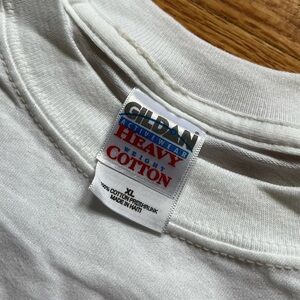 GILDAN
ACTIVEWEAR
HEAVY
WEIGHT
COTTON
XL
100% COTTON PRESHRUNK
MADE IN HAITI